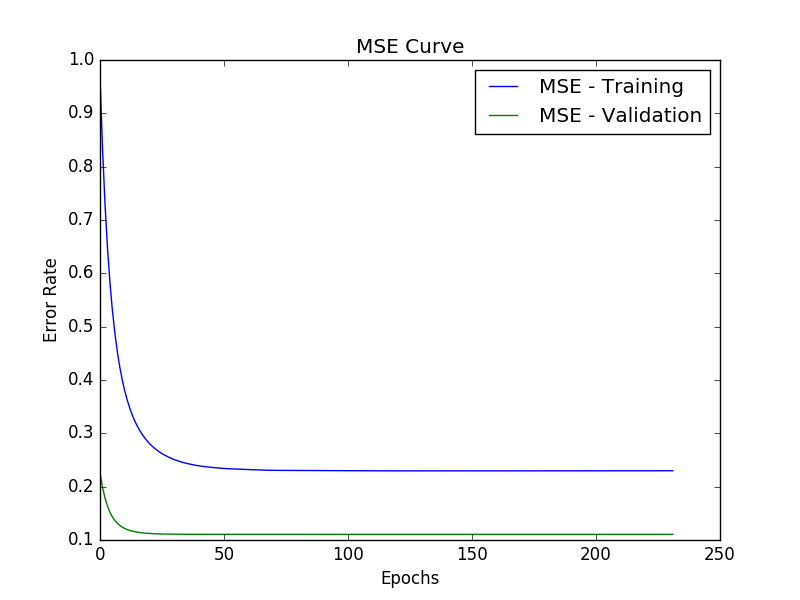 MSE Curve
MSE - Training
MSE - Validation
1.0
0.9
0.8
0.7
0.6
0.5
0.4
0.3
0.2
0.1
Error Rate
0 50 100 150 200 250
Epochs